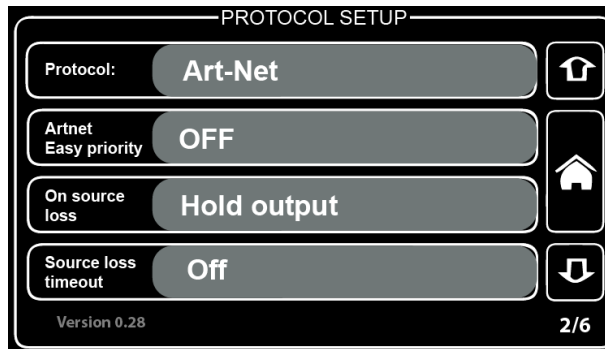 PROTOCOL SETUP
Protocol:
Art-Net
Artnet
Easy priority
OFF
On source
loss
Hold output
Source loss
timeout
Off
Version 0.28
2/6